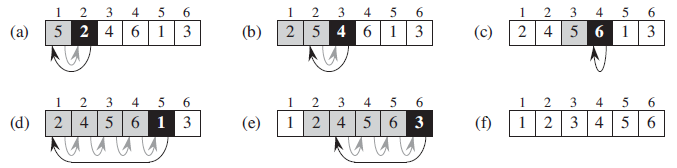 1 2 3 4 5 6
(a) 5 2 4 6 1 3
1 2 3 4 5 6
(b) 2 5 4 6 1 3
1 2 3 4 5 6
(c) 2 4 5 6 1 3
1 2 3 4 5 6
(d) 2 4 5 6 1 3
1 2 3 4 5 6
(e) 1 2 4 5 6 3
1 2 3 4 5 6
(f) 1 2 3 4 5 6